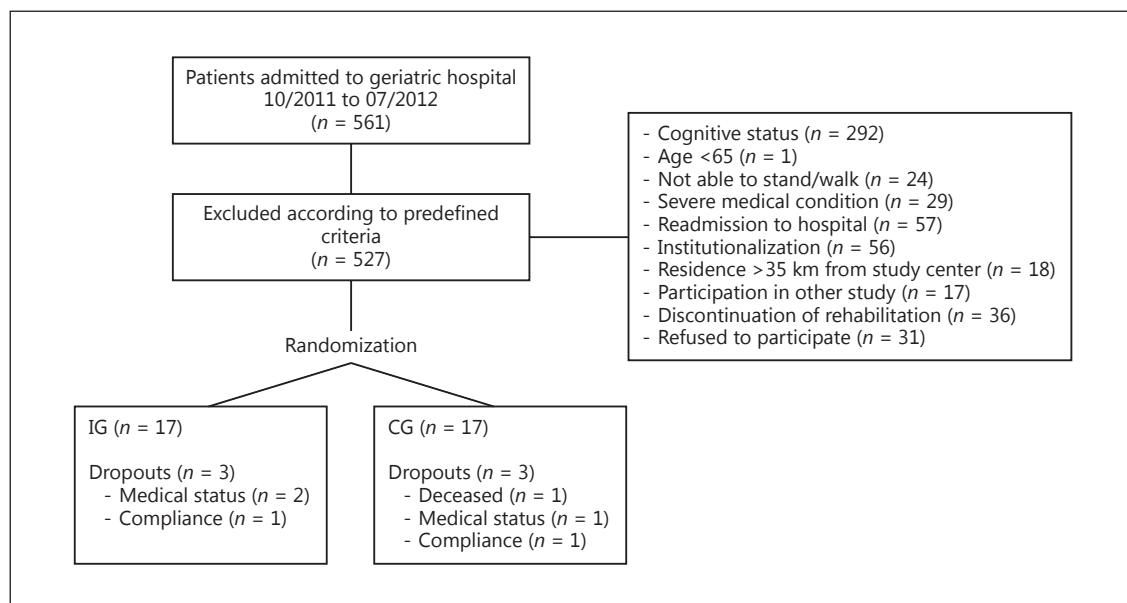 Patients admitted to geriatric hospital
10/2011 to 07/2012
(n = 561)
Excluded according to predefined
criteria
(n = 527)
- Cognitive status (n = 292)
- Age <65 (n = 1)
- Not able to stand/walk (n = 24)
- Severe medical condition (n = 29)
- Readmission to hospital (n = 57)
- Institutionalization (n = 56)
- Residence >35 km from study center (n = 18)
- Participation in other study (n = 17)
- Discontinuation of rehabilitation (n = 36)
- Refused to participate (n = 31)
Randomization
IG (n = 17)
Dropouts (n = 3)
- Medical status (n = 2)
- Compliance (n = 1)
CG (n = 17)
Dropouts (n = 3)
- Deceased (n = 1)
- Medical status (n = 1)
- Compliance (n = 1)